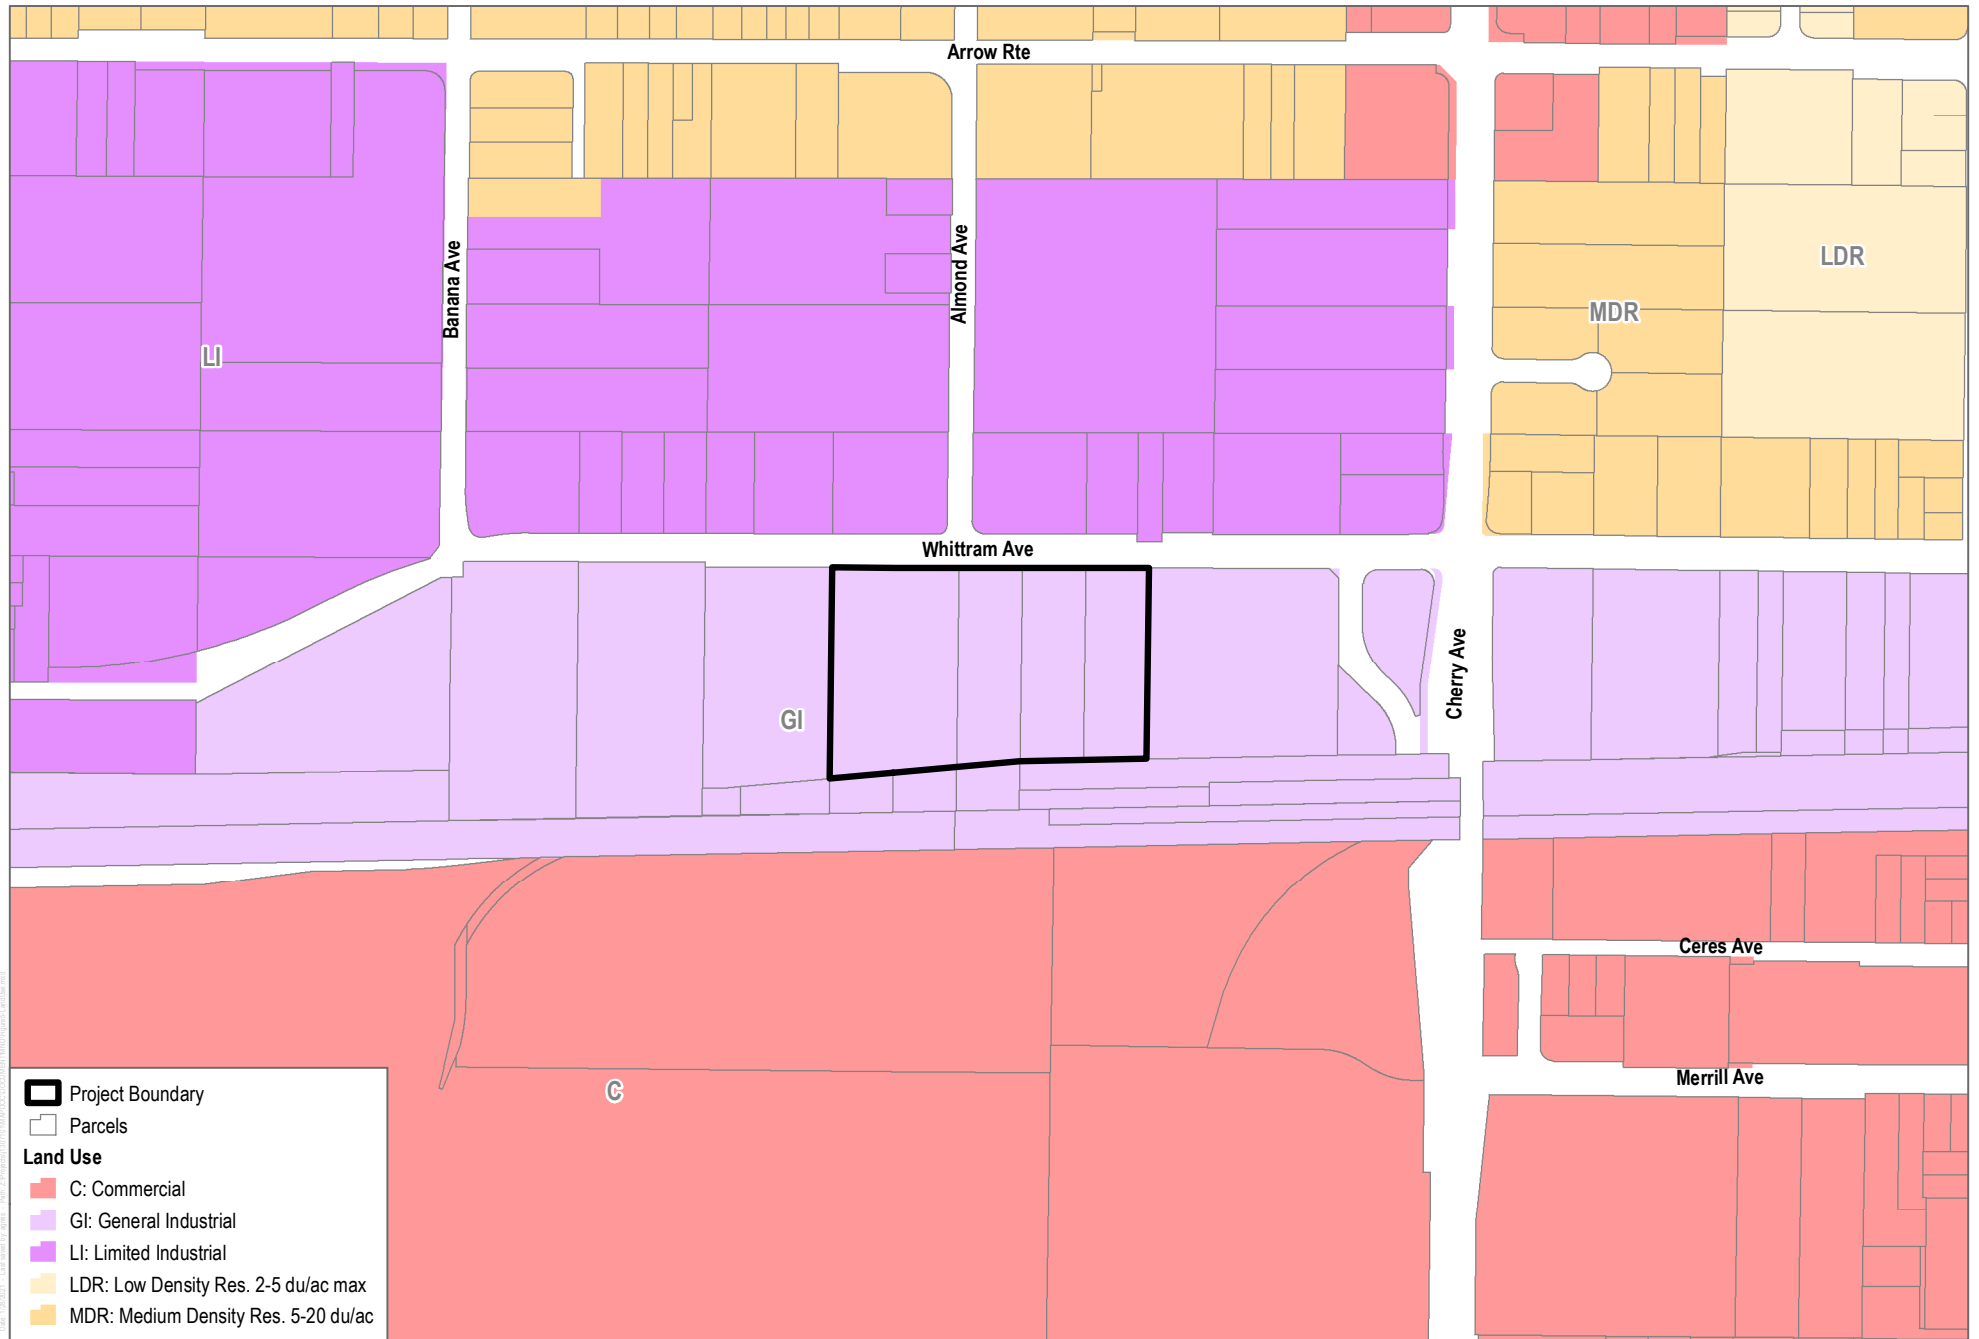 Arrow Rte
Banana Ave
Almond Ave
LDR
MDR
LI
Whittram Ave
Cherry Ave
GI
Ceres Ave
Merrill Ave
C
Project Boundary
Parcels
Land Use
C: Commercial
GI: General Industrial
LI: Limited Industrial
LDR: Low Density Res. 2-5 du/ac max
MDR: Medium Density Res. 5-20 du/ac